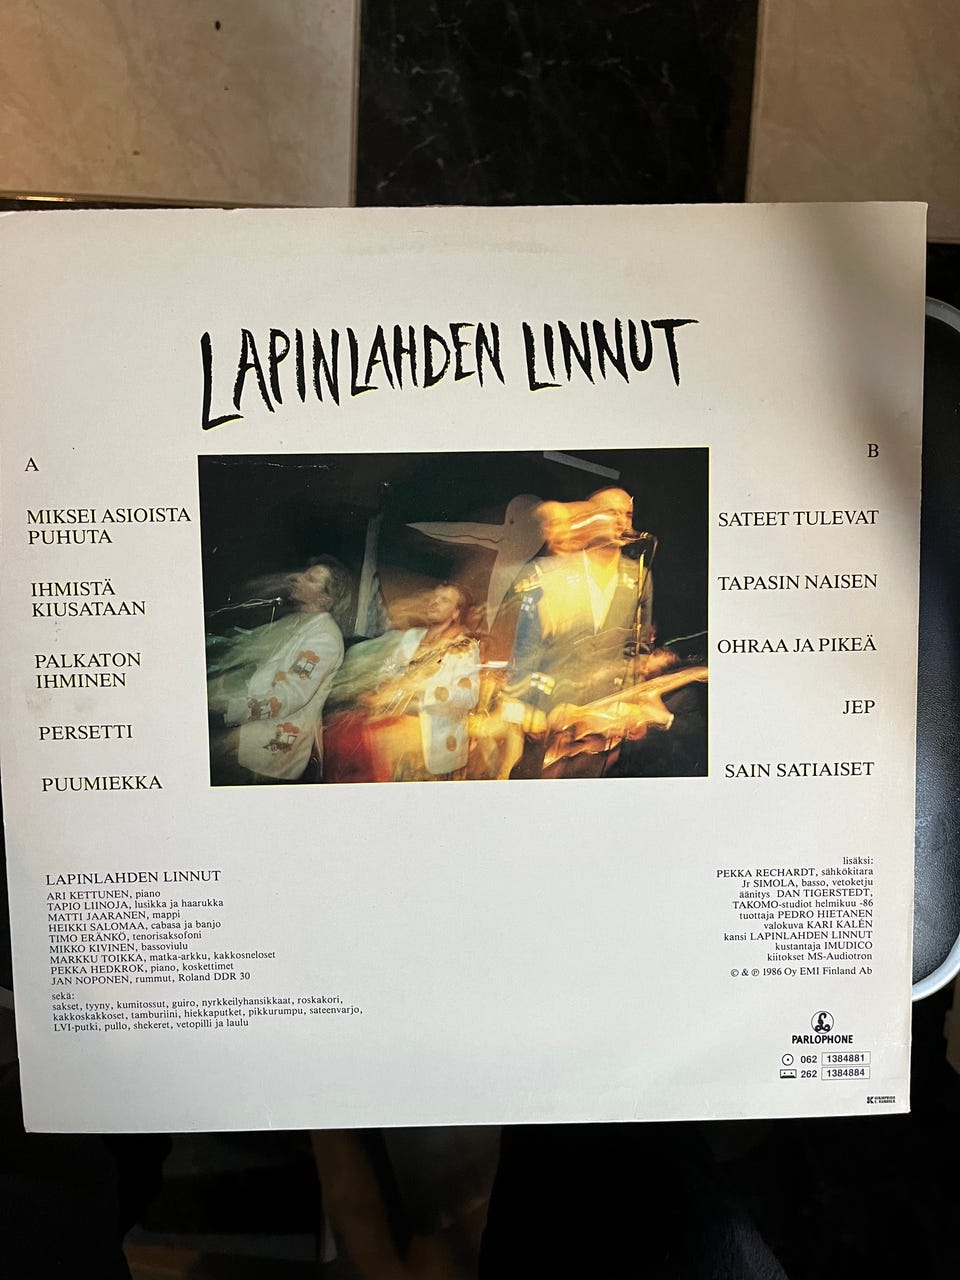 LAPINLAHDEN LINNUT
A
MIKSEI ASIOISTA
PUHUTA
IHMISTÄ
KIUSATAAN
PALKATON
IHMINEN
PERSETTI
PUUMIEKKA
B
SATEET TULEVAT
TAPASIN NAISEN
OHRAA JA PIKEÄ
JEP
SAIN SATIAISET
LAPINLAHDEN LINNUT
ARI KETTUNEN, piano
TAPIO LIINOJA, lusikka ja haarukka
MATTI JAARANEN, mappi
HEIKKI SALOMAA, cabasa ja banjo
TIMO ERÄNKÖ, tenorisaksofoni
MIKKO KIVINEN, bassoviulu
MARKKU TOIKKA, matka-arkku, kakkosneloset
PEKKA HEDKROK, piano, koskettimet
JAN NOPONEN, rummut, Roland DDR 30
sekä:
sakset, tyyny, kumitossut, guiro, nyrkkeilyhansikkaat, roskakori,
kakkoskakkoset, tamburiini, hiekkaputket, pikkurumpu, sateenvarjo,
LVI-putki, pullo, shekeret, vetopilli ja laulu
lisäksi:
PEKKA RECHARDT, sähkökitara
Jr SIMOLA, basso, vetoketju
äänitys DAN TIGERSTEDT,
TAKOMO-studiot helmikuu -86
tuottaja PEDRO HIETANEN
valokuva KARI KALÉN
kansi LAPINLAHDEN LINNUT
kustantaja IMUDICO
kiitokset MS-Audiotron
© & ℗ 1986 Oy EMI Finland Ab
PARLOPHONE
062 1384881
262 1384884